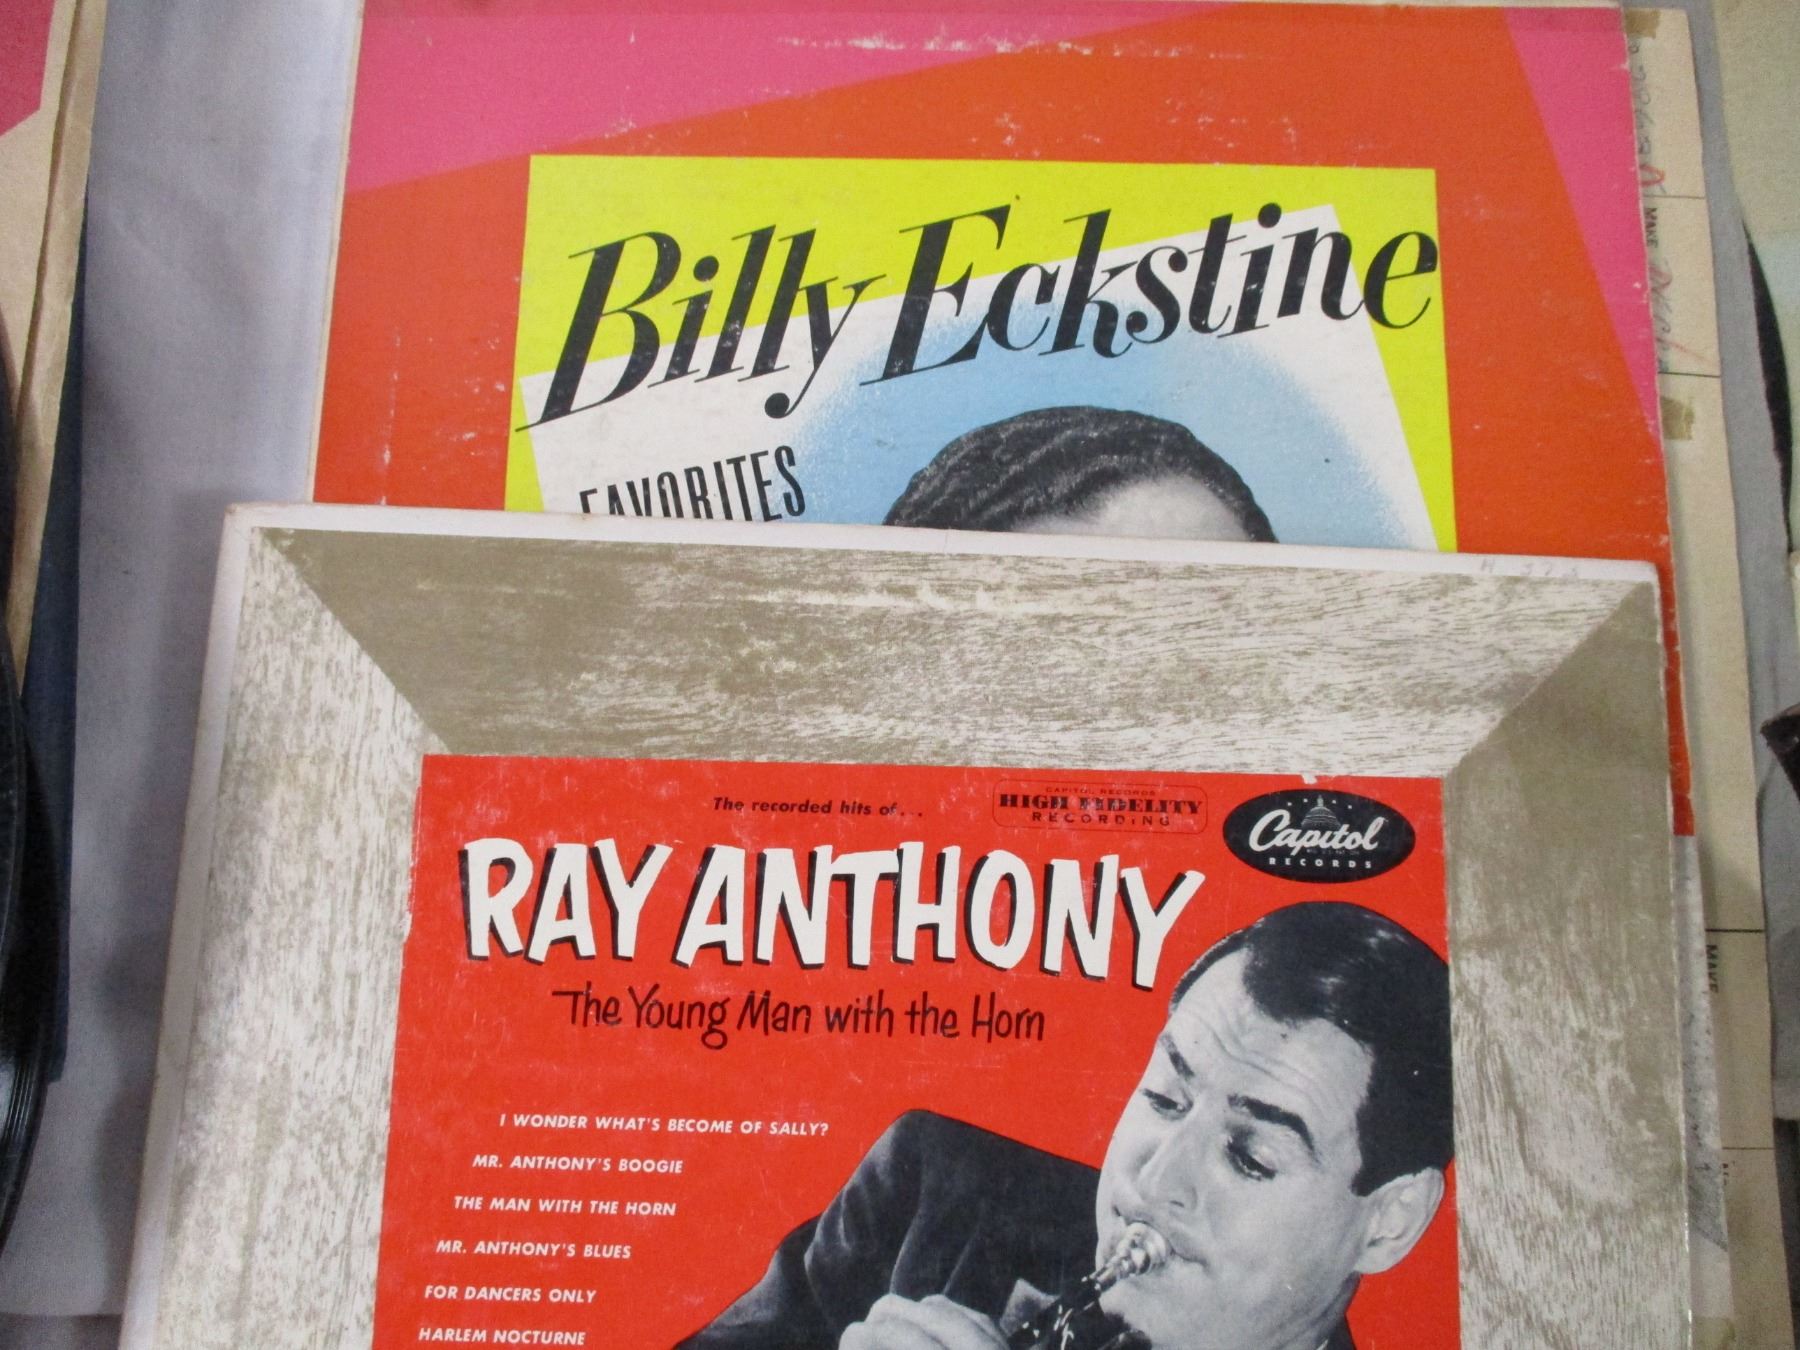 Billy Eckstine
FAVORITES
MAKE
The recorded hits of...
CAPITOL RECORDS
HIGH FIDELITY
RECORDING
Capitol
RECORDS
RAY ANTHONY
The Young Man with the Horn
I WONDER WHAT'S BECOME OF SALLY?
MR. ANTHONY'S BOOGIE
THE MAN WITH THE HORN
MR. ANTHONY'S BLUES
FOR DANCERS ONLY
HARLEM NOCTURNE
MAKE